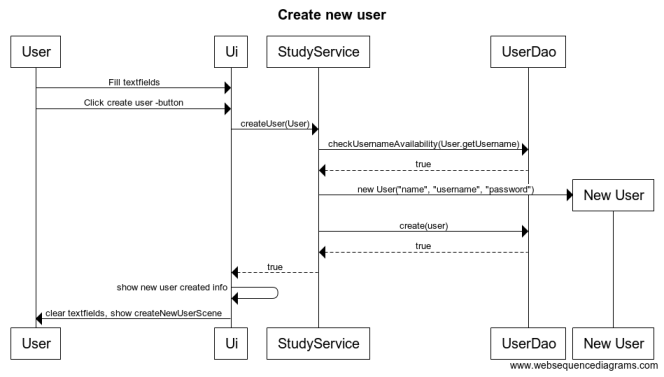 Create new user
User Ui StudyService UserDao
Fill textfields
Click create user -button
createUser(User)
checkUsernameAvailability(User.getUsername)
true
new User("name", "username", "password")
New User
create(user)
true
true
show new user created info
clear textfields, show createNewUserScene
User Ui StudyService UserDao New User
www.websequencediagrams.com